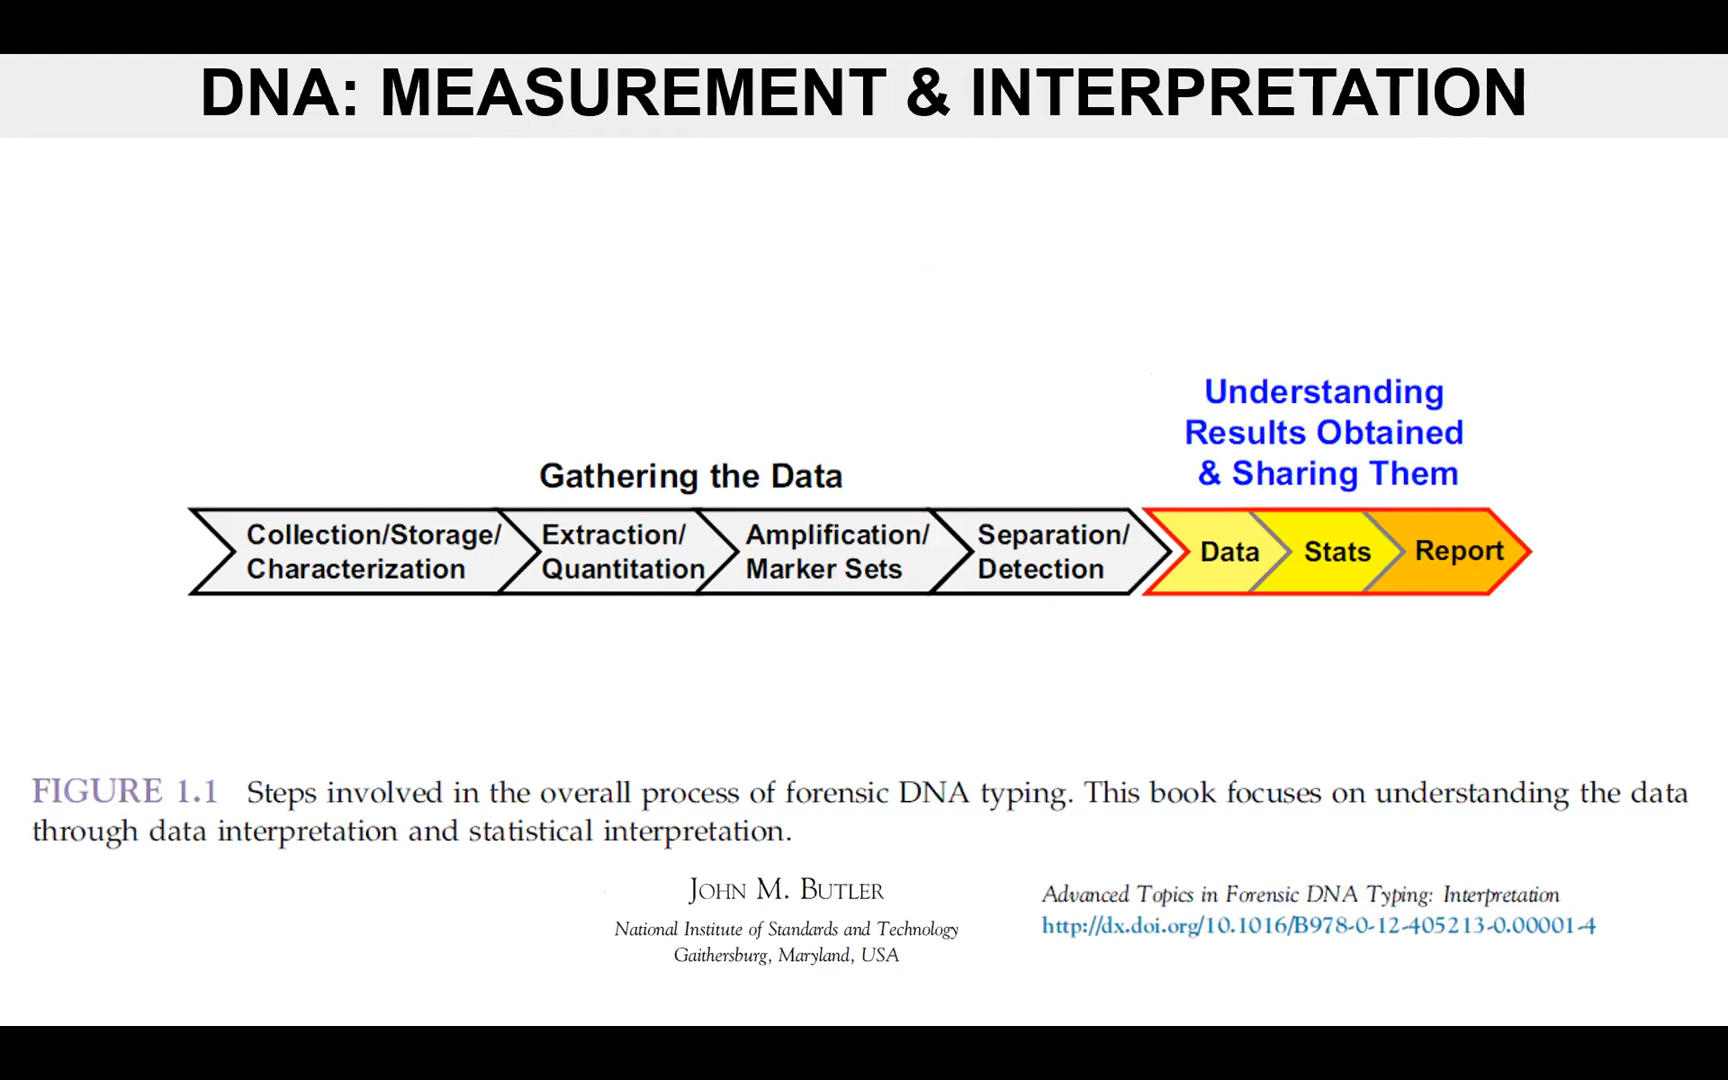 DNA: MEASUREMENT & INTERPRETATION
Understanding
Results Obtained
& Sharing Them
Gathering the Data
Collection/Storage/
Characterization
Extraction/
Quantitation
Amplification/
Marker Sets
Separation/
Detection
Data
Stats
Report
FIGURE 1.1 Steps involved in the overall process of forensic DNA typing. This book focuses on understanding the data
through data interpretation and statistical interpretation.
JOHN M. BUTLER
National Institute of Standards and Technology
Gaithersburg, Maryland, USA
Advanced Topics in Forensic DNA Typing: Interpretation
http://dx.doi.org/10.1016/B978-0-12-405213-0.00001-4